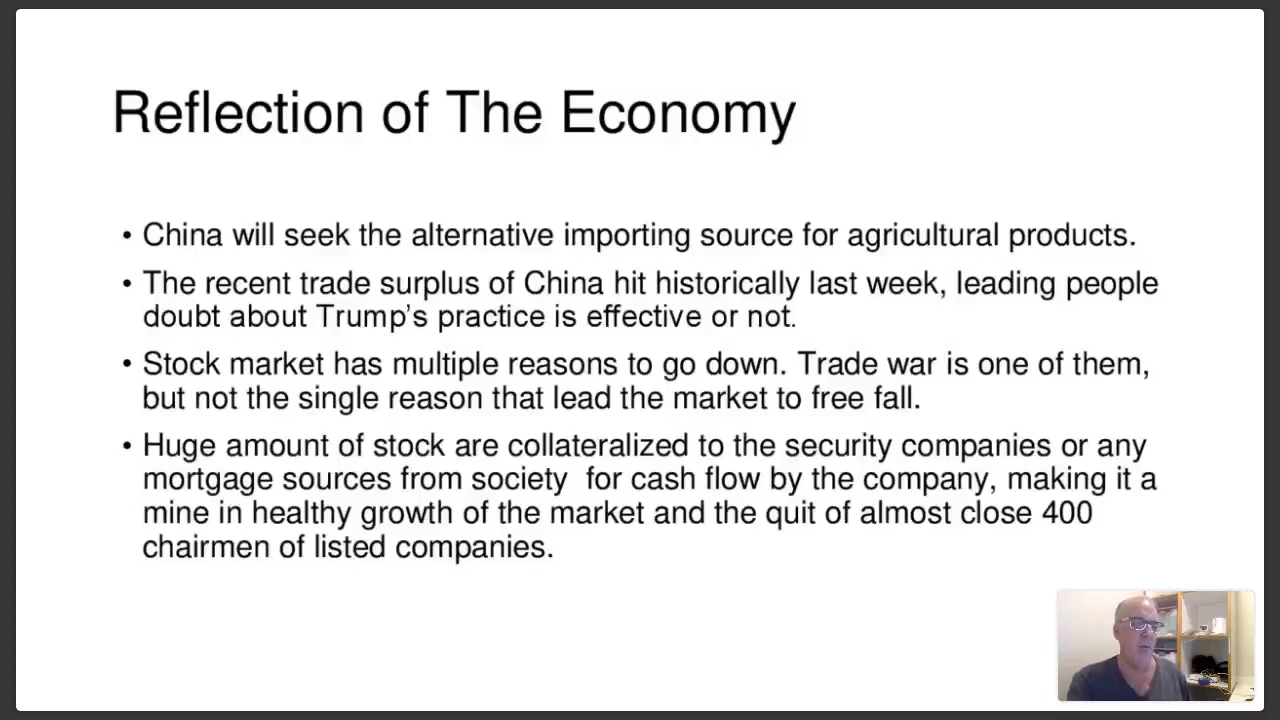 Reflection of The Economy
• China will seek the alternative importing source for agricultural products.
• The recent trade surplus of China hit historically last week, leading people
doubt about Trump's practice is effective or not.
• Stock market has multiple reasons to go down. Trade war is one of them,
but not the single reason that lead the market to free fall.
• Huge amount of stock are collateralized to the security companies or any
mortgage sources from society  for cash flow by the company, making it a
mine in healthy growth of the market and the quit of almost close 400
chairmen of listed companies.